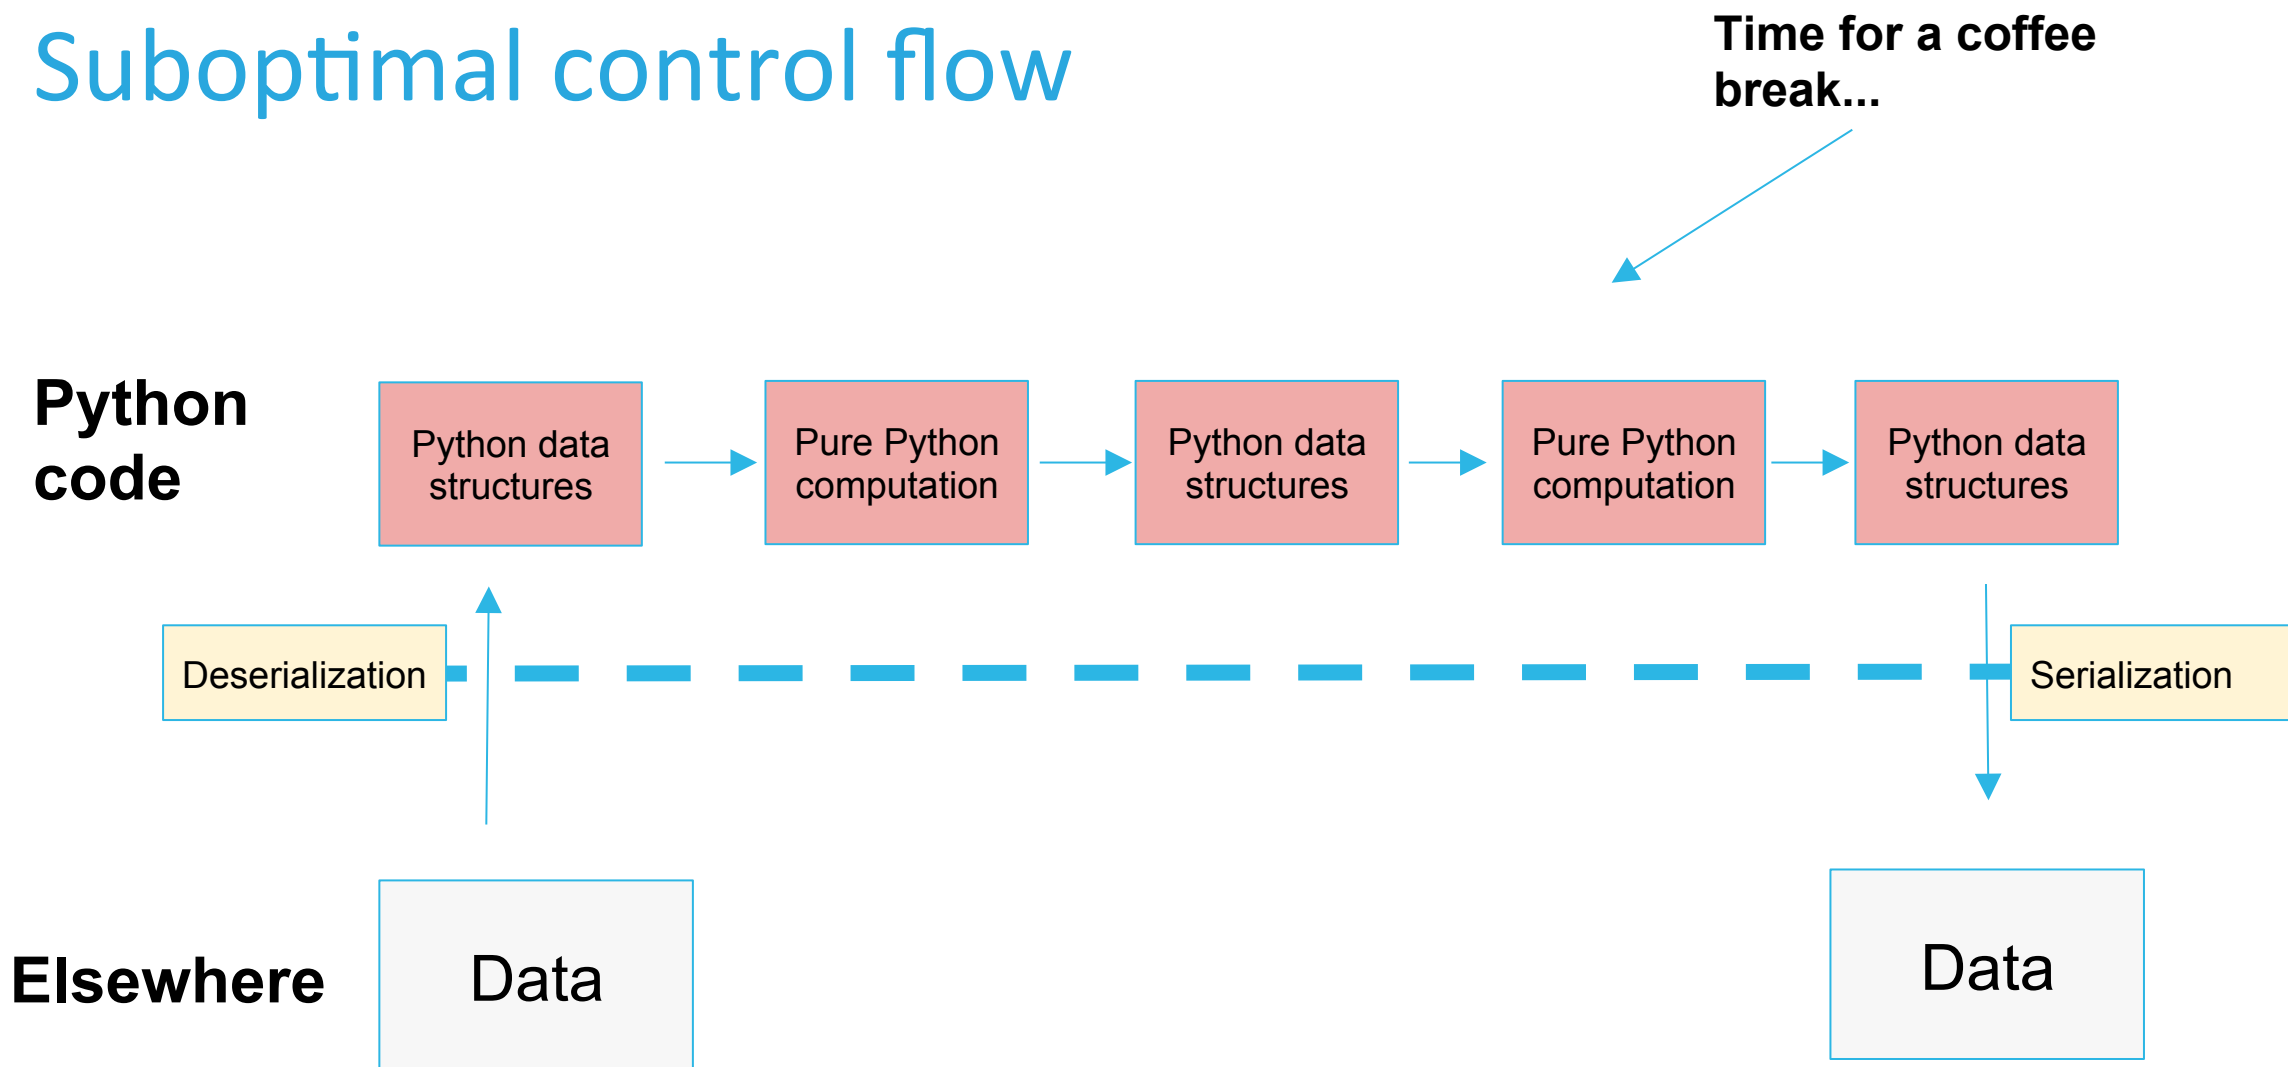 Suboptimal control flow
Time for a coffee
break...
Python
code
Python data
structures
Pure Python
computation
Python data
structures
Pure Python
computation
Python data
structures
Deserialization
Serialization
Elsewhere
Data
Data